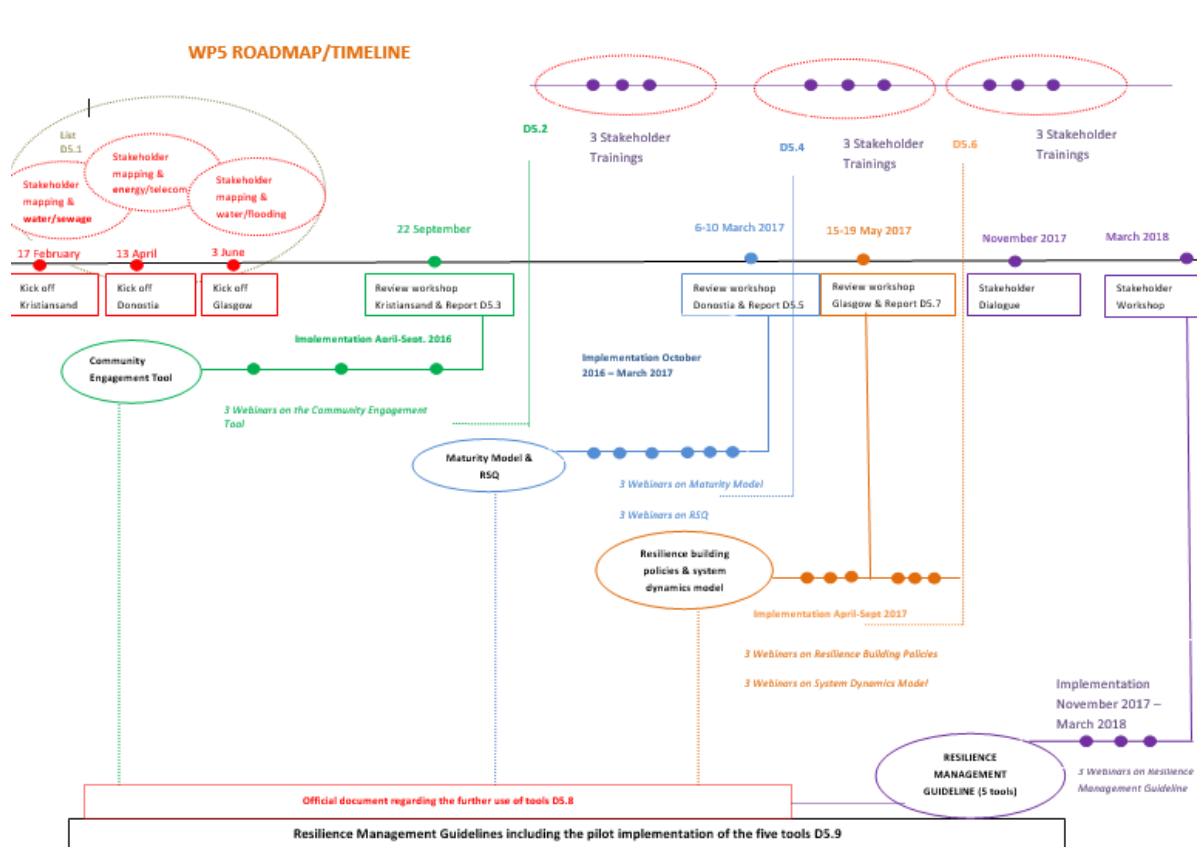 WP5 ROADMAP/TIMELINE
D5.2
3 Stakeholder
Trainings
D5.4
3 Stakeholder
Trainings
D5.6
3 Stakeholder
Trainings
List
D5.1
Stakeholder
mapping &
water/sewage
Stakeholder
mapping &
energy/telecom
Stakeholder
mapping &
water/flooding
17 February
13 April
3 June
22 September
6-10 March 2017
15-19 May 2017
November 2017
March 2018
Kick off
Kristiansand
Kick off
Donostia
Kick off
Glasgow
Review workshop
Kristiansand & Report D5.3
Review workshop
Donostia & Report D5.5
Review workshop
Glasgow & Report D5.7
Stakeholder
Dialogue
Stakeholder
Workshop
Implementation April-Sept. 2016
Community
Engagement Tool
3 Webinars on the Community Engagement
Tool
Implementation October
2016 – March 2017
Maturity Model &
RSQ
3 Webinars on Maturity Model
3 Webinars on RSQ
Resilience building
policies & system
dynamics model
Implementation April-Sept 2017
3 Webinars on Resilience Building Policies
3 Webinars on System Dynamics Model
Implementation
November 2017 –
March 2018
RESILIENCE
MANAGEMENT
GUIDELINE (5 tools)
3 Webinars on Resilience
Management Guideline
Official document regarding the further use of tools D5.8
Resilience Management Guidelines including the pilot implementation of the five tools D5.9